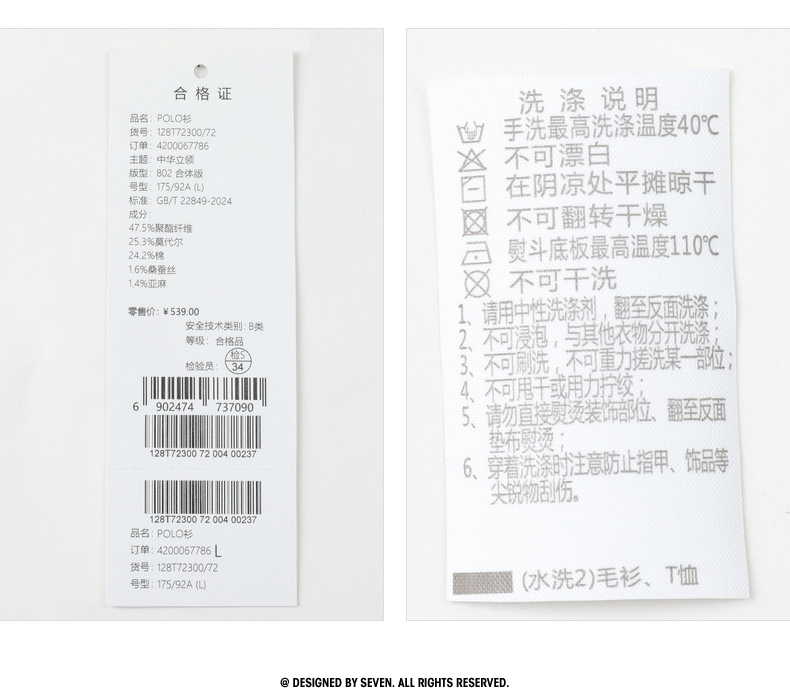 合格证
品名: POLO衫
货号: 128T72300/72
订单: 4200067786
主题: 中华立领
版型: 802 合体版
号型: 175/92A (L)
标准: GB/T 22849-2024
成分:
47.5%聚酯纤维
25.3%莫代尔
24.2%棉
1.6%桑蚕丝
1.4%亚麻
零售价: ¥539.00
安全技术类别: B类
等级: 合格品
检验员: 检S 34
6 902474 737090
128T72300 72 004 00237
128T72300 72 004 00237
品名: POLO衫
订单: 4200067786 L
货号: 128T72300/72
号型: 175/92A (L)
洗涤说明
手洗最高洗涤温度40℃
不可漂白
在阴凉处平摊晾干
不可翻转干燥
熨斗底板最高温度110℃
不可干洗
1、请用中性洗涤剂，翻至反面洗涤；
2、不可浸泡，与其他衣物分开洗涤；
3、不可刷洗，不可重力搓洗某一部位；
4、不可甩干或用力拧绞；
5、请勿直接熨烫装饰部位、翻至反面
垫布熨烫；
6、穿着洗涤时注意防止指甲、饰品等
尖锐物刮伤。
(水洗2)毛衫、T恤
@ DESIGNED BY SEVEN. ALL RIGHTS RESERVED.